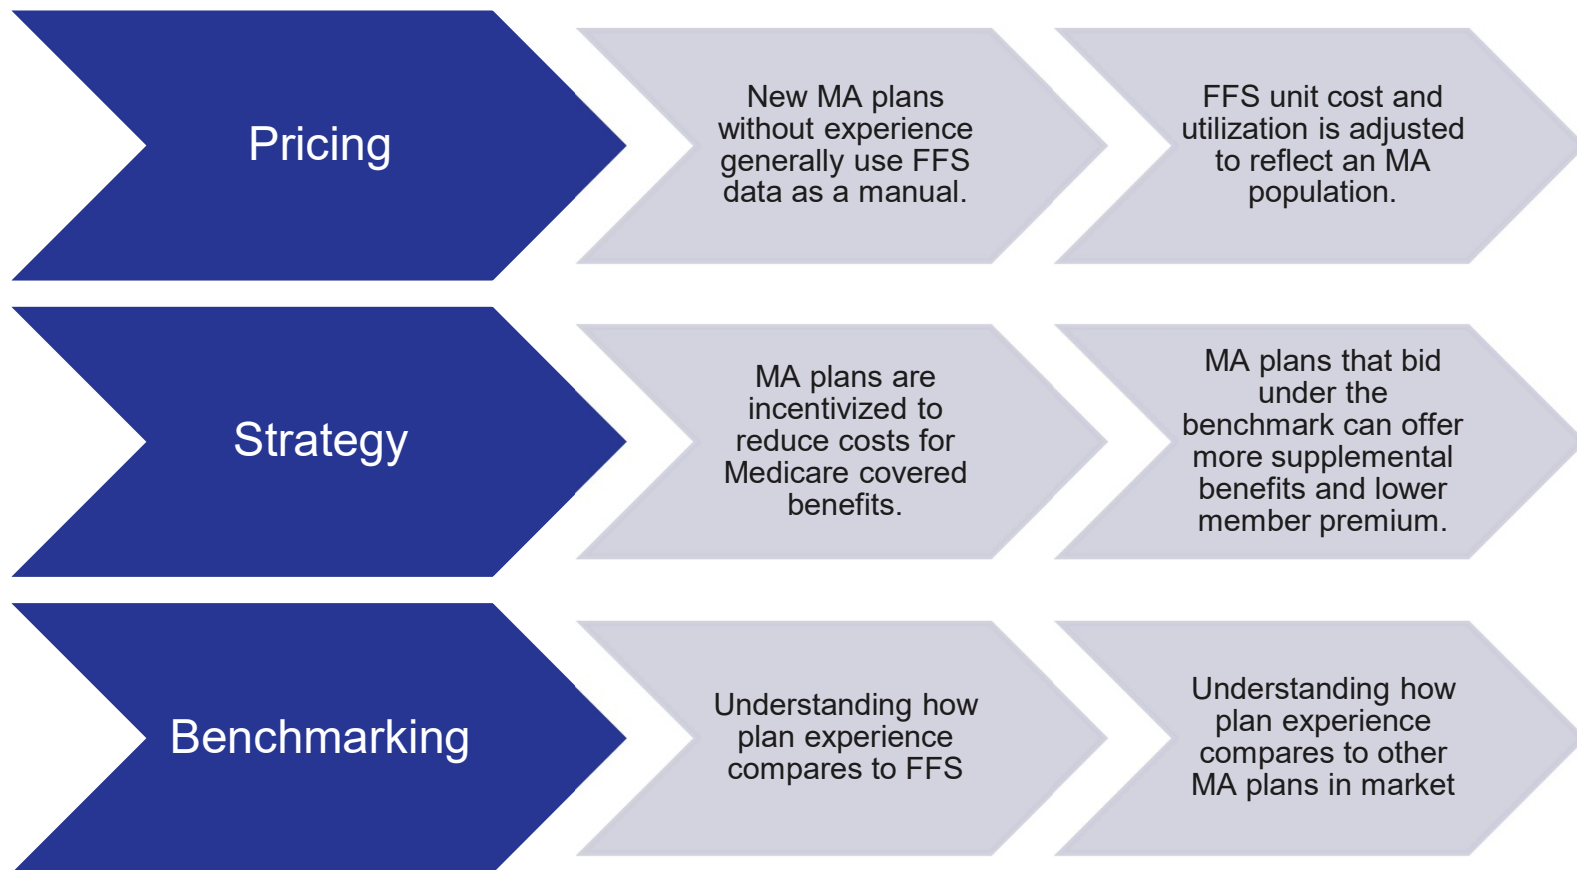 Pricing
New MA plans
without experience
generally use FFS
data as a manual.
FFS unit cost and
utilization is adjusted
to reflect an MA
population.
Strategy
MA plans are
incentivized to
reduce costs for
Medicare covered
benefits.
MA plans that bid
under the
benchmark can offer
more supplemental
benefits and lower
member premium.
Benchmarking
Understanding how
plan experience
compares to FFS
Understanding how
plan experience
compares to other
MA plans in market